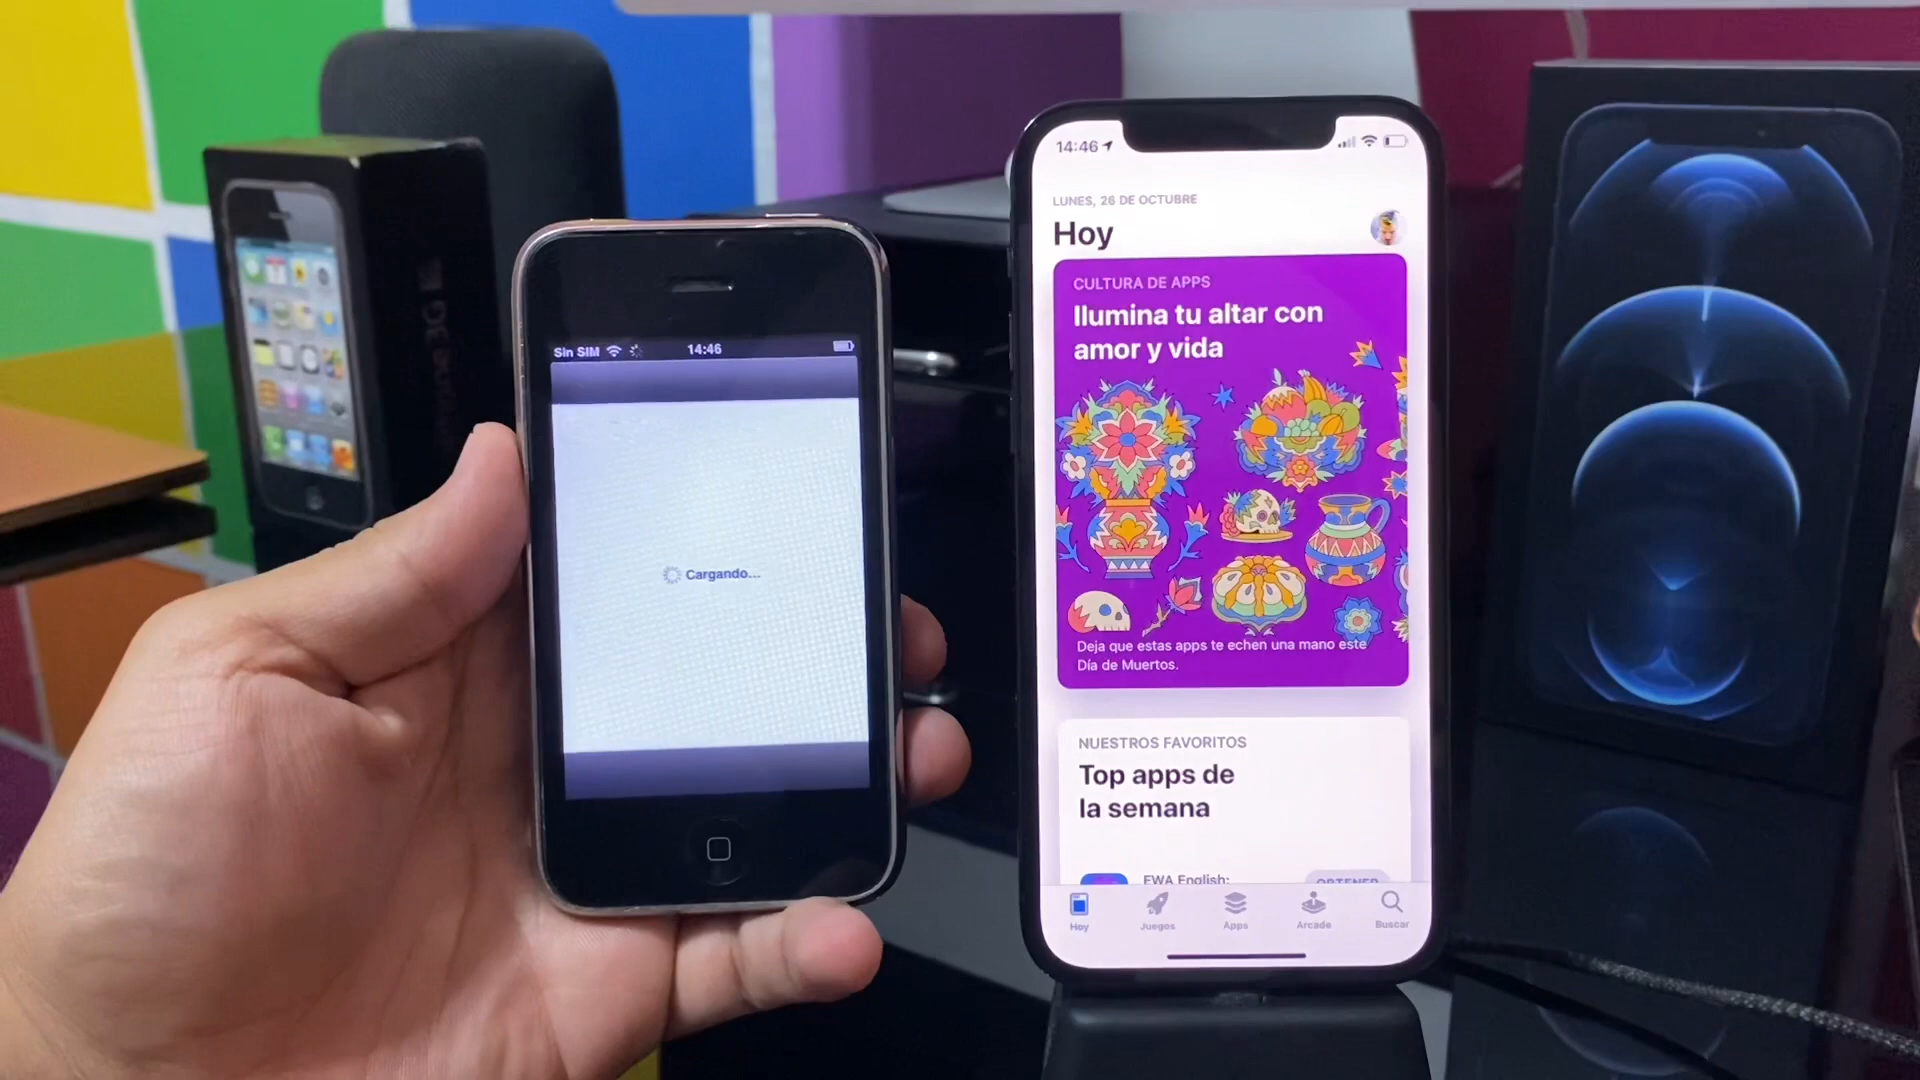 Sin SIM 14:46
Cargando...
14:46
LUNES, 26 DE OCTUBRE
Hoy
CULTURA DE APPS
Ilumina tu altar con
amor y vida
Deja que estas apps te echen una mano este
Día de Muertos.
NUESTROS FAVORITOS
Top apps de
la semana
EWA English:
OBTENER
Hoy
Juegos
Apps
Arcade
Buscar